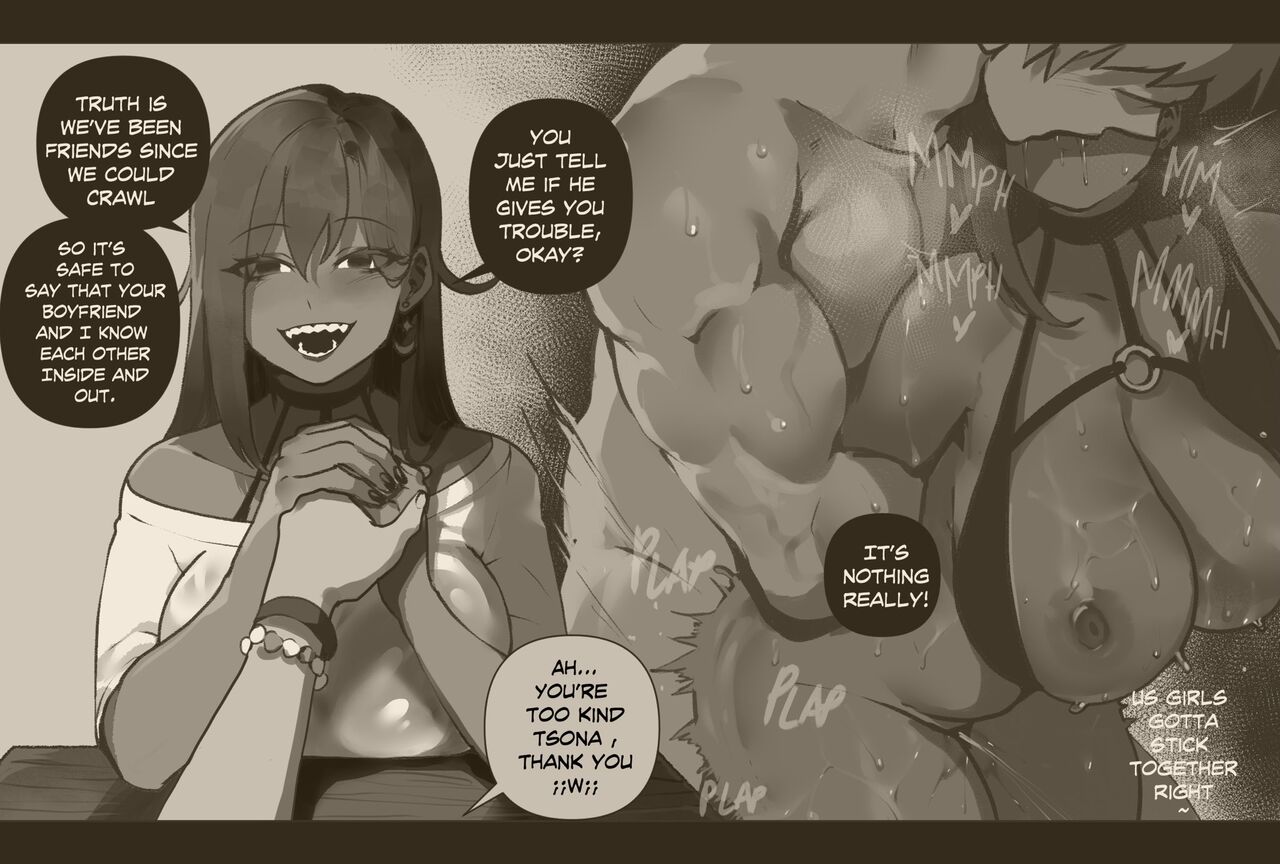 TRUTH IS
WE'VE BEEN
FRIENDS SINCE
WE COULD
CRAWL
SO IT'S
SAFE TO
SAY THAT YOUR
BOYFRIEND
AND I KNOW
EACH OTHER
INSIDE AND
OUT.
YOU
JUST TELL
ME IF HE
GIVES YOU
TROUBLE,
OKAY?
AH...
YOU'RE
TOO KIND
TSONA ,
THANK YOU
;;W;;
MMPH
MM
MMPH
MMMH
PLAP
IT'S
NOTHING
REALLY!
PLAP
PLAP
US GIRLS
GOTTA
STICK
TOGETHER
RIGHT
~